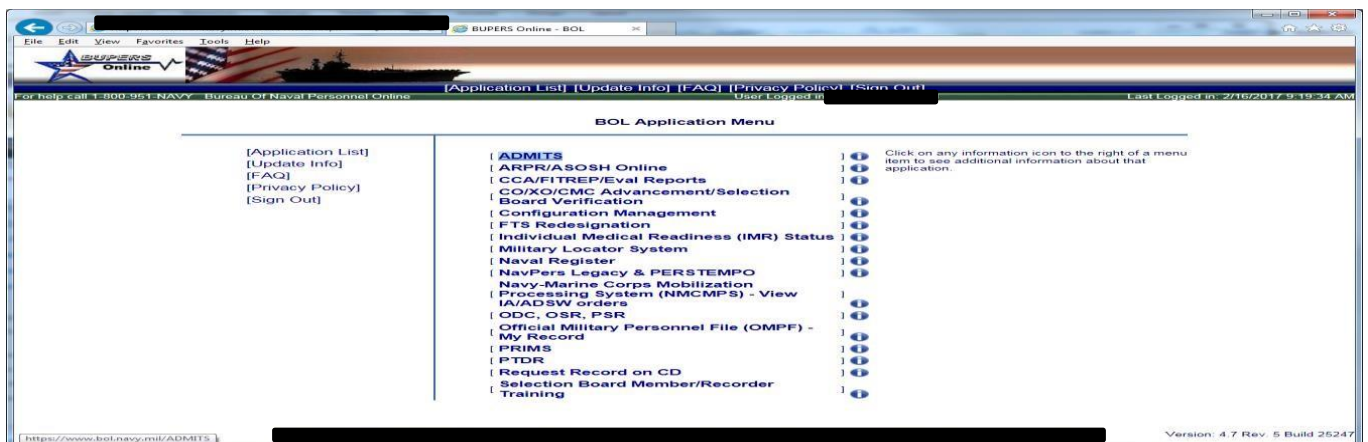 BUPERS Online - BOL
File Edit View Favorites Tools Help
BUPERS
Online
[Application List] [Update Info] [FAQ] [Privacy Policy] [Sign Out]
For help call 1-800-951-NAVY Bureau Of Naval Personnel Online User Logged in Last Logged in: 2/16/2017 9:19:34 AM
BOL Application Menu
[Application List]
[Update Info]
[FAQ]
[Privacy Policy]
[Sign Out]
[ ADMITS ]
[ ARPR/ASOSH Online ]
[ CCA/FITREP/Eval Reports ]
[ CO/XO/CMC Advancement/Selection
Board Verification ]
[ Configuration Management ]
[ FTS Redesignation ]
[ Individual Medical Readiness (IMR) Status ]
[ Military Locator System ]
[ Naval Register ]
[ NavPers Legacy & PERSTEMPO ]
Navy-Marine Corps Mobilization
[ Processing System (NMCMPS) - View ]
IA/ADSW orders
[ ODC, OSR, PSR ]
[ Official Military Personnel File (OMPF) -
My Record ]
[ PRIMS ]
[ PTDR ]
[ Request Record on CD ]
[ Selection Board Member/Recorder
Training ]
Click on any information icon to the right of a menu
item to see additional information about that
application.
https://www.bol.navy.mil/ADMITS
Version: 4.7 Rev. 5 Build 25247